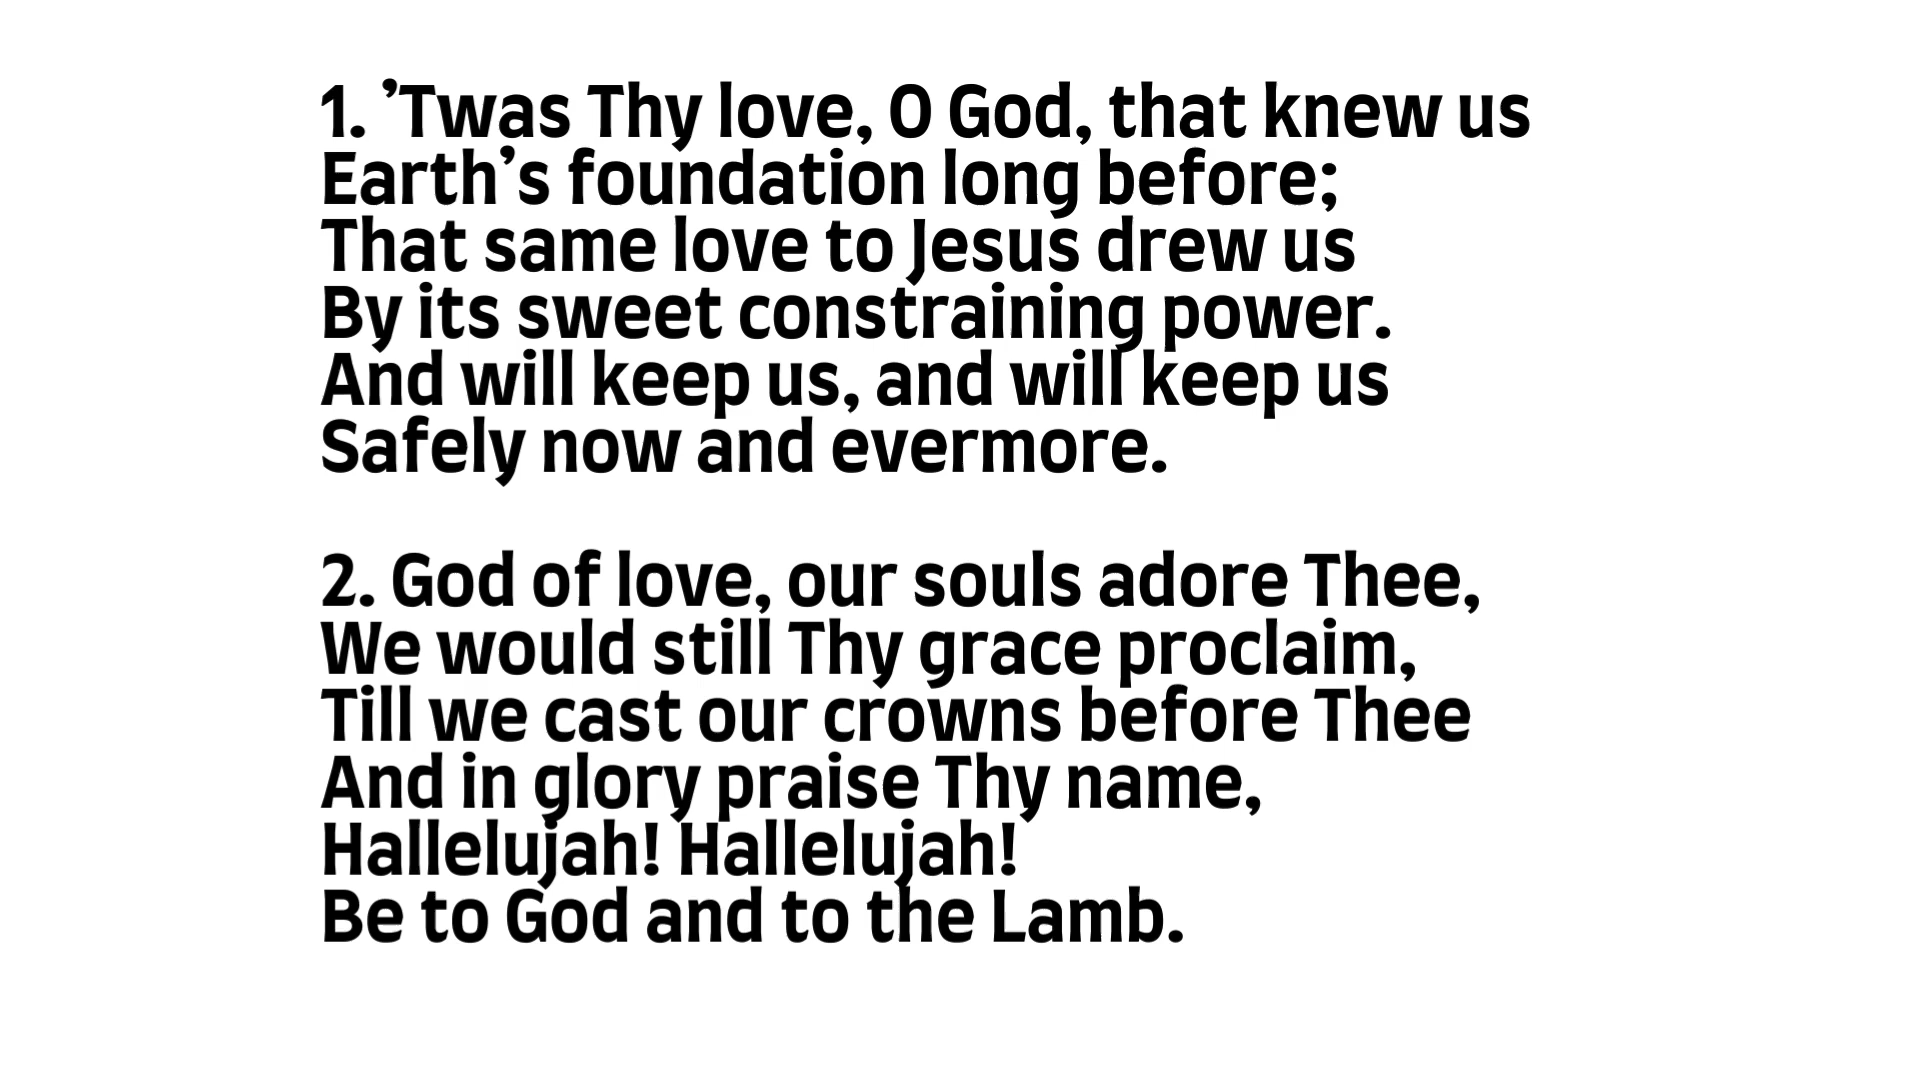 1. ’Twas Thy love, O God, that knew us
Earth’s foundation long before;
That same love to Jesus drew us
By its sweet constraining power.
And will keep us, and will keep us
Safely now and evermore.
2. God of love, our souls adore Thee,
We would still Thy grace proclaim,
Till we cast our crowns before Thee
And in glory praise Thy name,
Hallelujah! Hallelujah!
Be to God and to the Lamb.